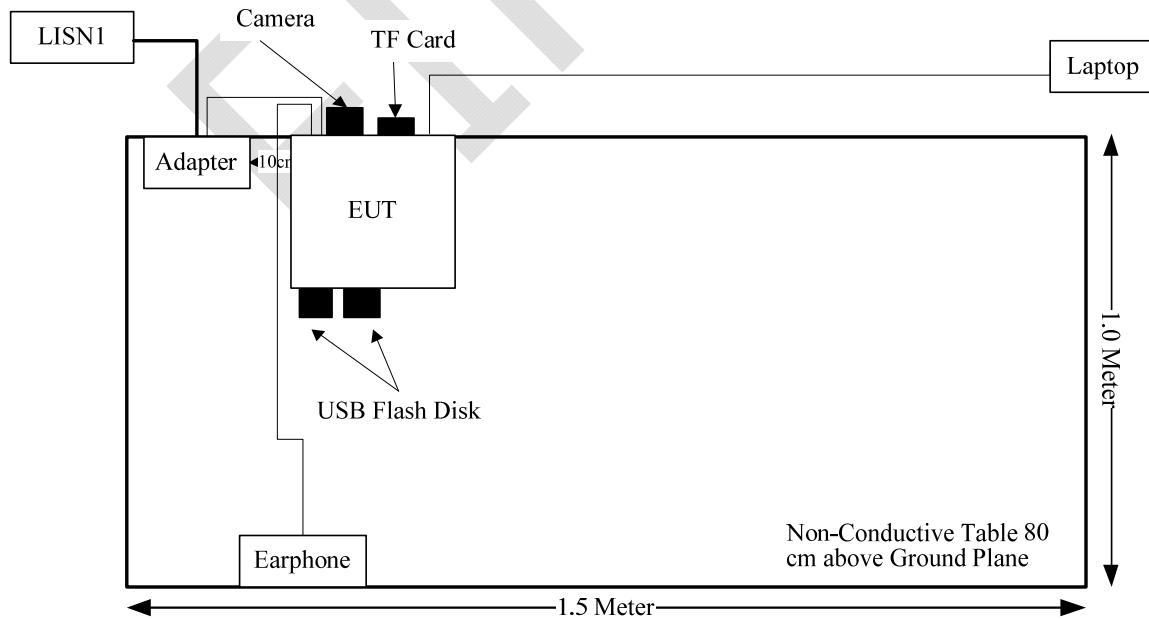 Camera
LISN1
TF Card
Laptop
Adapter
10cm
EUT
USB Flash Disk
1.0 Meter
Non-Conductive Table 80
cm above Ground Plane
Earphone
1.5 Meter